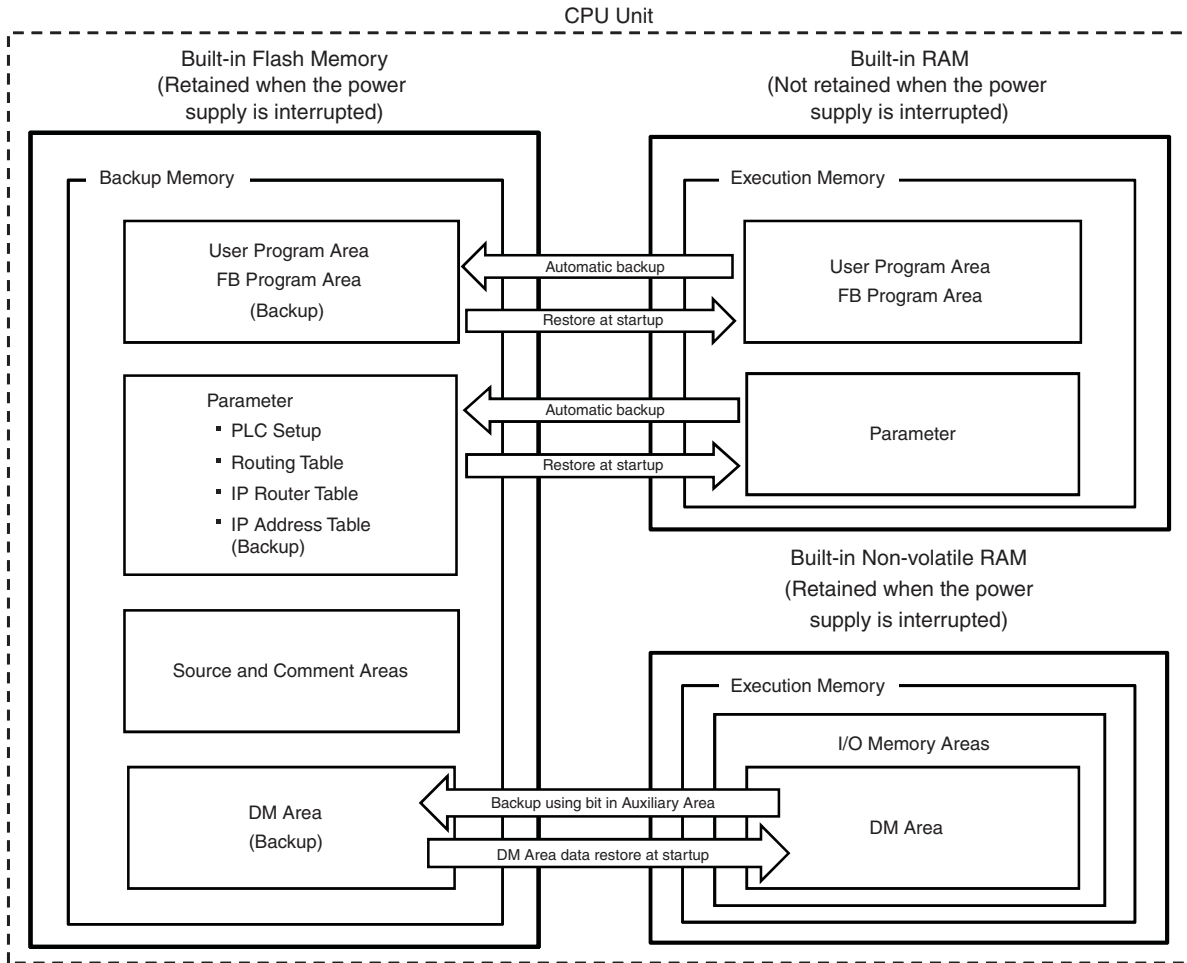 CPU Unit
Built-in Flash Memory
(Retained when the power
supply is interrupted)
Backup Memory
User Program Area
FB Program Area
(Backup)
Parameter
▪ PLC Setup
▪ Routing Table
▪ IP Router Table
▪ IP Address Table
(Backup)
Source and Comment Areas
DM Area
(Backup)
Automatic backup
Restore at startup
Automatic backup
Restore at startup
Backup using bit in Auxiliary Area
DM Area data restore at startup
Built-in RAM
(Not retained when the power
supply is interrupted)
Execution Memory
User Program Area
FB Program Area
Parameter
Built-in Non-volatile RAM
(Retained when the power
supply is interrupted)
Execution Memory
I/O Memory Areas
DM Area